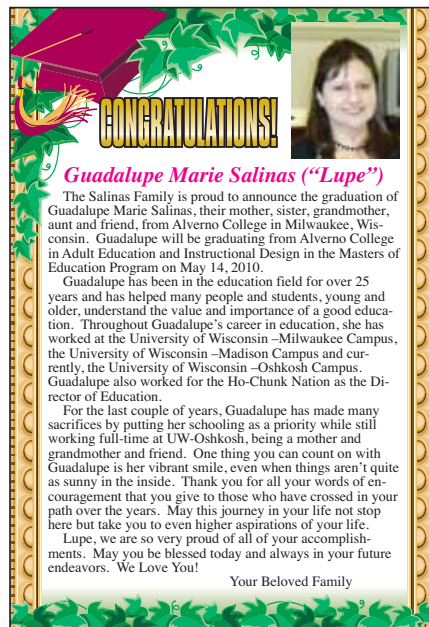 CONGRATULATIONS!
Guadalupe Marie Salinas (“Lupe”)
The Salinas Family is proud to announce the graduation of
Guadalupe Marie Salinas, their mother, sister, grandmother,
aunt and friend, from Alverno College in Milwaukee, Wis-
consin. Guadalupe will be graduating from Alverno College
in Adult Education and Instructional Design in the Masters of
Education Program on May 14, 2010.
Guadalupe has been in the education field for over 25
years and has helped many people and students, young and
older, understand the value and importance of a good educa-
tion. Throughout Guadalupe’s career in education, she has
worked at the University of Wisconsin –Milwaukee Campus,
the University of Wisconsin –Madison Campus and cur-
rently, the University of Wisconsin –Oshkosh Campus.
Guadalupe also worked for the Ho-Chunk Nation as the Di-
rector of Education.
For the last couple of years, Guadalupe has made many
sacrifices by putting her schooling as a priority while still
working full-time at UW-Oshkosh, being a mother and
grandmother and friend. One thing you can count on with
Guadalupe is her vibrant smile, even when things aren’t quite
as sunny in the inside. Thank you for all your words of en-
couragement that you give to those who have crossed in your
path over the years. May this journey in your life not stop
here but take you to even higher aspirations of your life.
Lupe, we are so very proud of all of your accomplish-
ments. May you be blessed today and always in your future
endeavors. We Love You!
Your Beloved Family